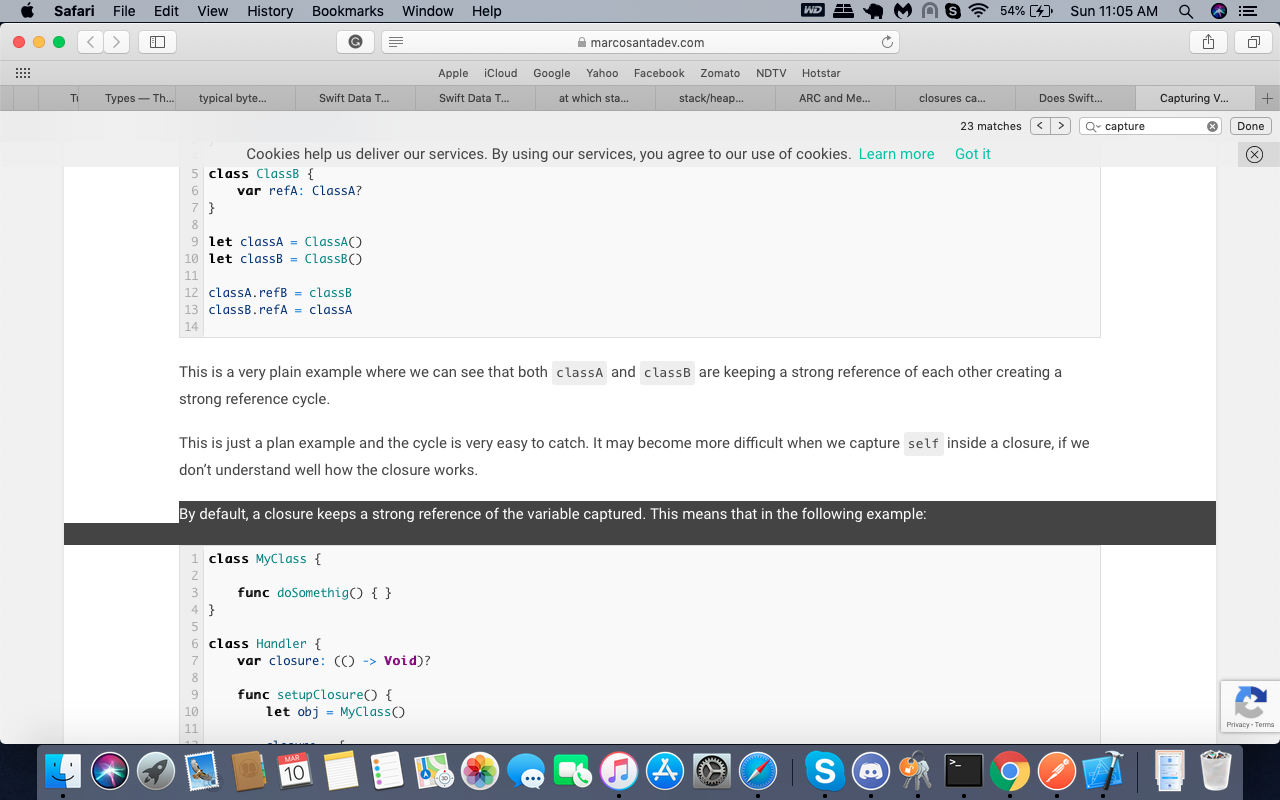 Safari File Edit View History Bookmarks Window Help WD S 54% Sun 11:05 AM
G marcosantadev.com
Apple iCloud Google Yahoo Facebook Zomato NDTV Hotstar
Types — Th... typical byte... Swift Data T... Swift Data T... at which sta... stack/heap... ARC and Me... closures ca... Does Swift... Capturing V... +
23 matches < > capture Done
Cookies help us deliver our services. By using our services, you agree to our use of cookies. Learn more Got it
5 class ClassB {
6 var refA: ClassA?
7 }
8
9 let classA = ClassA()
10 let classB = ClassB()
11
12 classA.refB = classB
13 classB.refA = classA
14
This is a very plain example where we can see that both classA and classB are keeping a strong reference of each other creating a
strong reference cycle.
This is just a plan example and the cycle is very easy to catch. It may become more difficult when we capture self inside a closure, if we
don’t understand well how the closure works.
By default, a closure keeps a strong reference of the variable captured. This means that in the following example:
1 class MyClass {
2
3 func doSomethig() { }
4 }
5
6 class Handler {
7 var closure: (() -> Void)?
8
9 func setupClosure() {
10 let obj = MyClass()
11
Privacy - Terms
MAR
10
S
>_